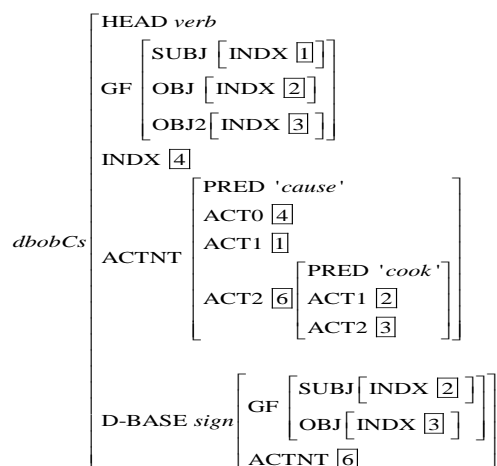 HEAD verb
SUBJ [INDX 1]
GF OBJ [INDX 2]
OBJ2[INDX 3]
INDX 4
PRED 'cause'
ACT0 4
dbobCs ACTNT ACT1 1
PRED 'cook'
ACT2 6 ACT1 2
ACT2 3
SUBJ[INDX 2]
D-BASE sign GF OBJ[INDX 3]
ACTNT 6